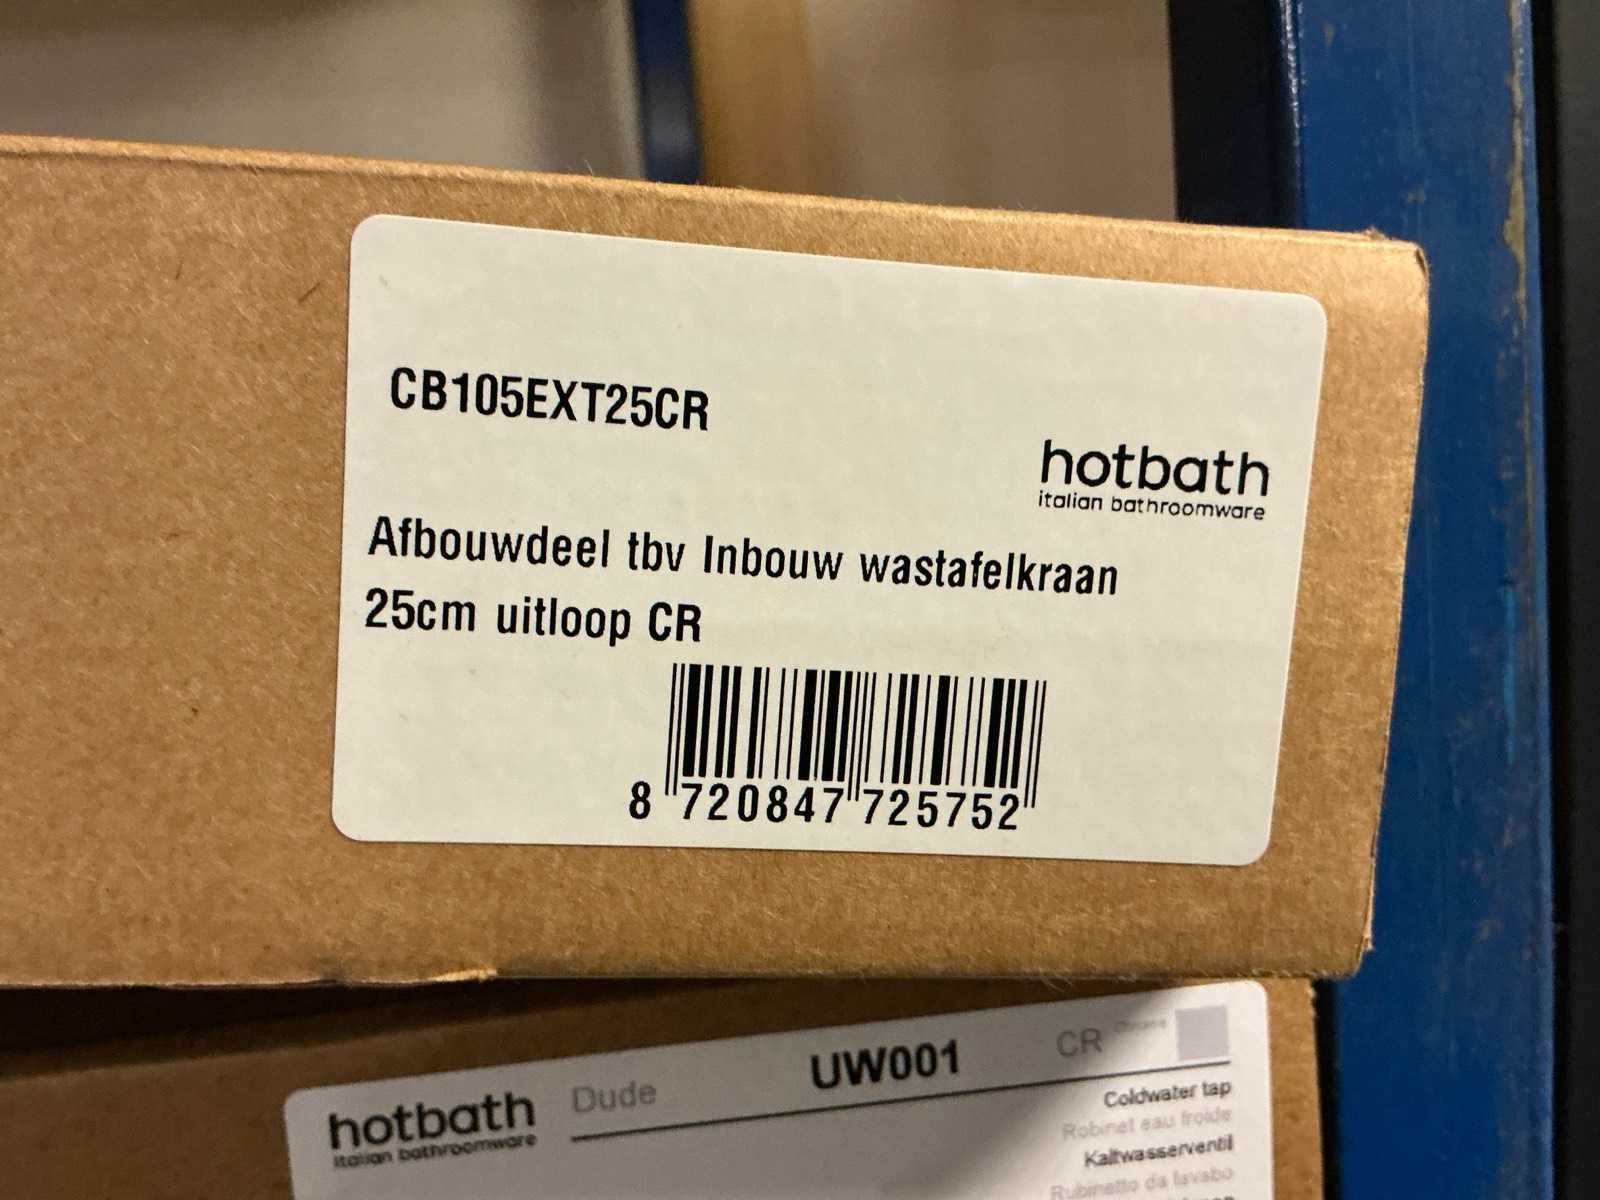 CB105EXT25CR
hotbath
italian bathroomware
Afbouwdeel tbv Inbouw wastafelkraan
25cm uitloop CR
8 720847 725752
hotbath Dude UW001 CR Chrome
italian bathroomware
Coldwater tap
Robinet eau froide
Kaltwasserventil
Rubinetto da lavabo